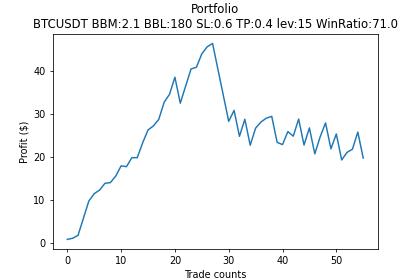 Portfolio
BTCUSDT BBM:2.1 BBL:180 SL:0.6 TP:0.4 lev:15 WinRatio:71.0
Profit ($)
40
30
20
10
0
0 10 20 30 40 50
Trade counts